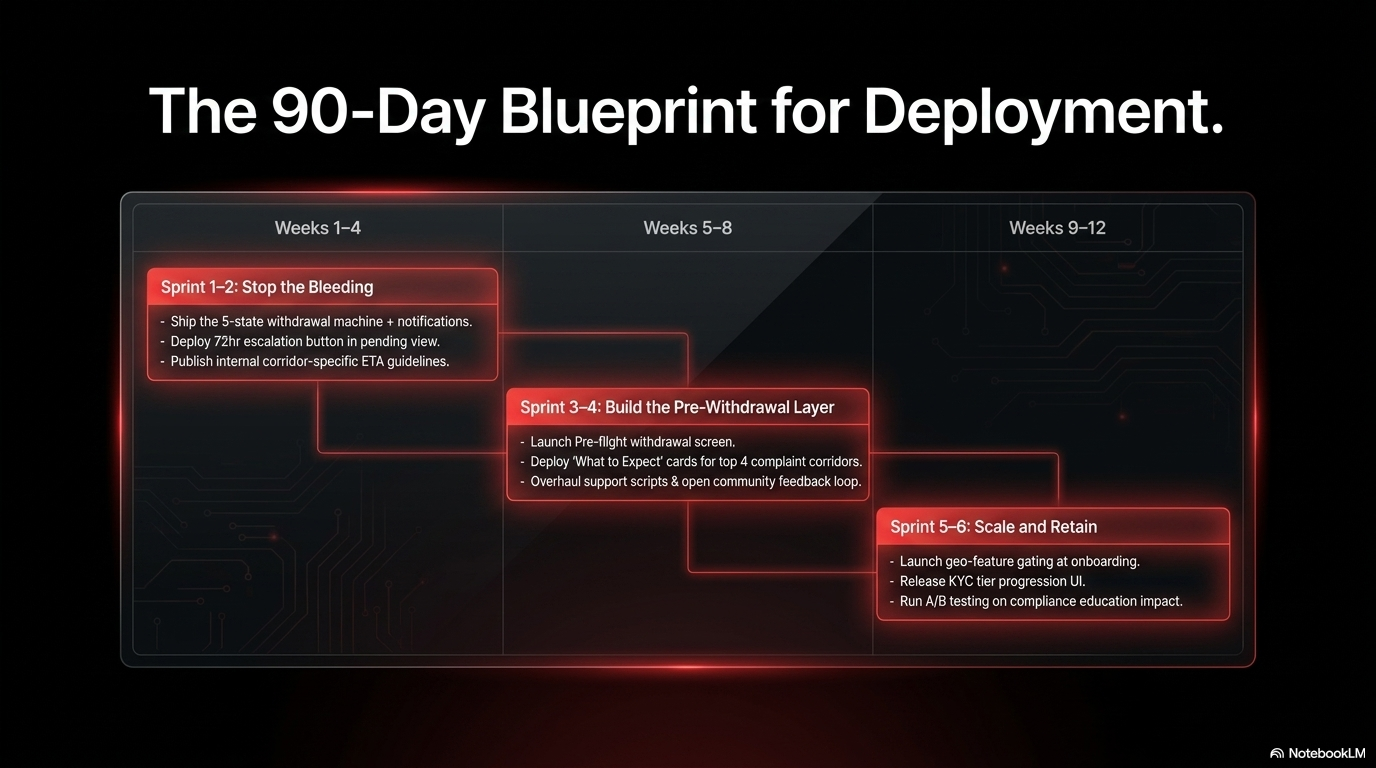 The 90-Day Blueprint for Deployment.
Weeks 1–4
Weeks 5–8
Weeks 9–12
Sprint 1–2: Stop the Bleeding
- Ship the 5-state withdrawal machine + notifications.
- Deploy 72hr escalation button in pending view.
- Publish internal corridor-specific ETA guidelines.
Sprint 3–4: Build the Pre-Withdrawal Layer
- Launch Pre-flight withdrawal screen.
- Deploy 'What to Expect' cards for top 4 complaint corridors.
- Overhaul support scripts & open community feedback loop.
Sprint 5–6: Scale and Retain
- Launch geo-feature gating at onboarding.
- Release KYC tier progression UI.
- Run A/B testing on compliance education impact.
NotebookLM